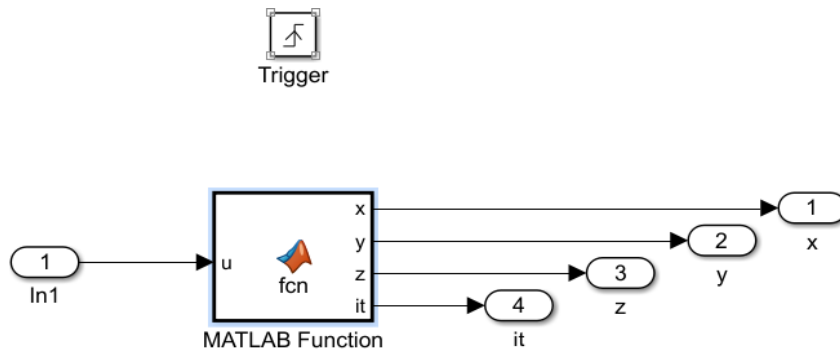 Trigger
x
1
x
y
2
y
1
In1
u
fcn
z
3
z
it
4
it
MATLAB Function